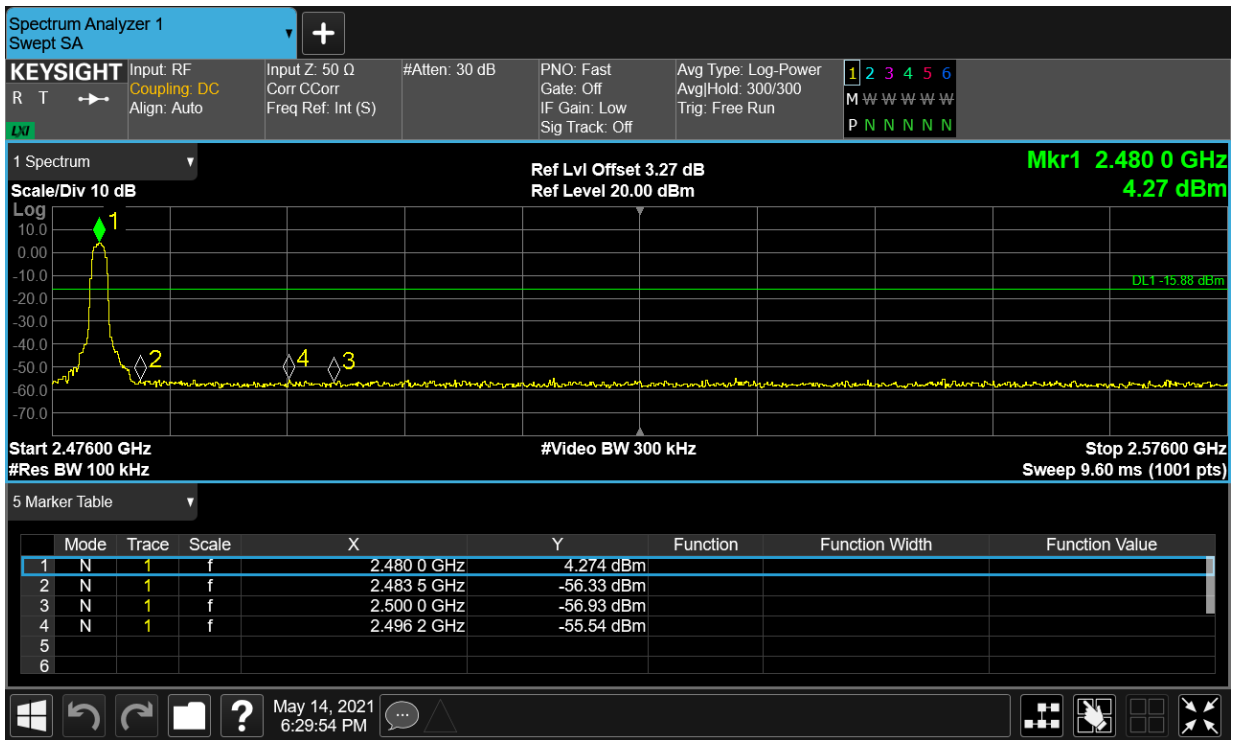 Spectrum Analyzer 1
Swept SA
+
KEYSIGHT Input: RF Input Z: 50 Ω #Atten: 30 dB PNO: Fast Avg Type: Log-Power 1 2 3 4 5 6
R T Coupling: DC Corr CCorr Gate: Off Avg|Hold: 300/300 M W W W W W
Align: Auto Freq Ref: Int (S) IF Gain: Low Trig: Free Run
LXI Sig Track: Off P N N N N N
1 Spectrum Ref Lvl Offset 3.27 dB Mkr1 2.480 0 GHz
Scale/Div 10 dB Ref Level 20.00 dBm 4.27 dBm
Log
1
10.0
0.00
-10.0
DL1 -15.88 dBm
-20.0
-30.0
-40.0
2 4 3
-50.0
-60.0
-70.0
Start 2.47600 GHz #Video BW 300 kHz Stop 2.57600 GHz
#Res BW 100 kHz Sweep 9.60 ms (1001 pts)
5 Marker Table
Mode Trace Scale X Y Function Function Width Function Value
1 N 1 f 2.480 0 GHz 4.274 dBm
2 N 1 f 2.483 5 GHz -56.33 dBm
3 N 1 f 2.500 0 GHz -56.93 dBm
4 N 1 f 2.496 2 GHz -55.54 dBm
5
6
? May 14, 2021
6:29:54 PM